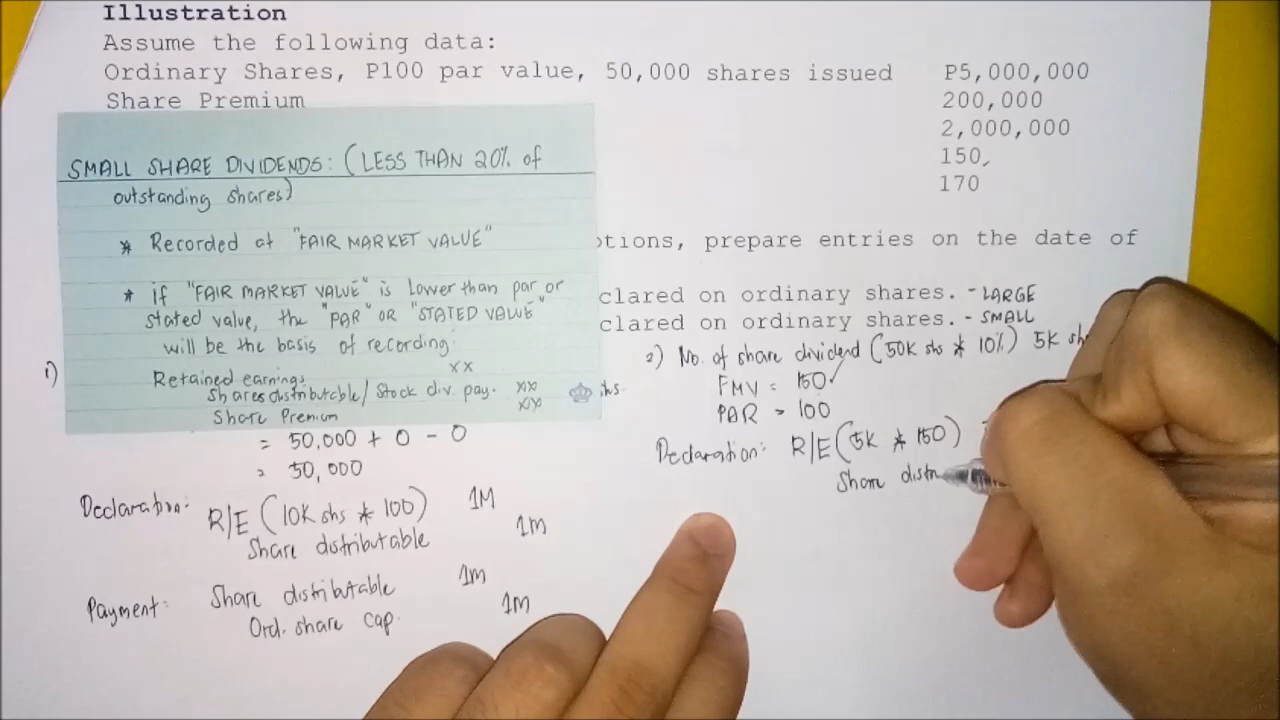 Illustration
Assume the following data:
Ordinary Shares, P100 par value, 50,000 shares issued P5,000,000
Share Premium 200,000
2,000,000
150
170
SMALL SHARE DIVIDENDS: (LESS THAN 20% of
outstanding shares)
* Recorded at "FAIR MARKET VALUE"
* if "FAIR MARKET VALUE" is lower than par or
stated value, the "PAR" OR "STATED VALUE"
will be the basis of recording.
Retained earnings xx
Shares distributable/ Stock div. pay. xx
Share Premium xx
tions, prepare entries on the date of
clared on ordinary shares. - LARGE
clared on ordinary shares. - SMALL
1)
= 50,000 + 0 - 0
= 50,000
Declaration: R/E (10K shs * 100) 1M
Share distributable 1m
Payment: Share distributable 1m
Ord. share cap. 1m
2) No. of share dividend (50K shs * 10%) 5K sh
FMV = 150 ✓
PAR = 100
Declaration: R/E (5K * 150)
Share distr